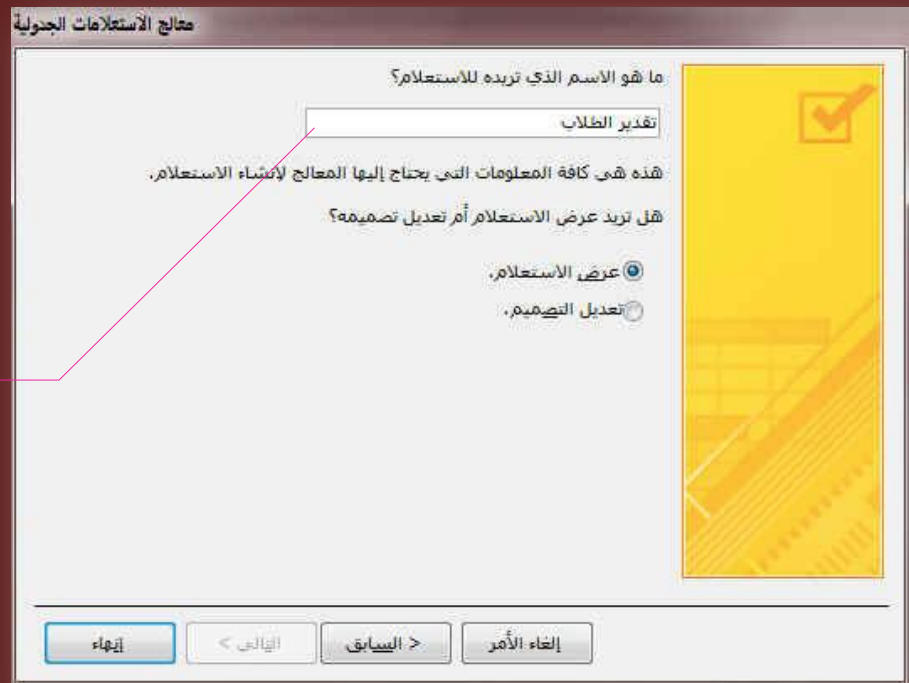 معالج الاستعلامات الجدولية
ما هو الاسم الذي تريده للاستعلام؟
تقدير الطلاب
هذه هي كافة المعلومات التي يحتاج إليها المعالج لإنشاء الاستعلام.
هل تريد عرض الاستعلام أم تعديل تصميمه؟
عرض الاستعلام.
تعديل التصميم.
إلغاء الأمر
< السابق
التالي >
إنهاء